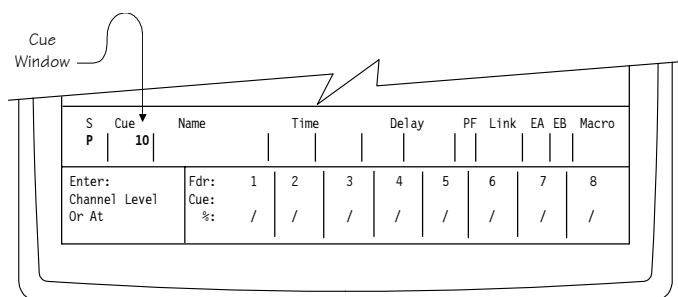 Cue
Window
S Cue Name Time Delay PF Link EA EB Macro
P 10
Enter: Fdr: 1 2 3 4 5 6 7 8
Channel Level Cue:
Or At %: / / / / / / / /